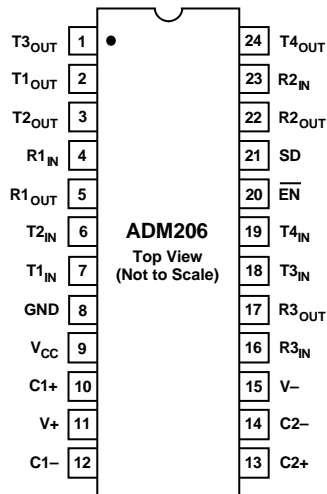 T3OUT 1 24 T4OUT
T1OUT 2 23 R2IN
T2OUT 3 22 R2OUT
R1IN 4 21 SD
R1OUT 5 20 EN
T2IN 6 ADM206 19 T4IN
Top View
T1IN 7 (Not to Scale) 18 T3IN
GND 8 17 R3OUT
VCC 9 16 R3IN
C1+ 10 15 V–
V+ 11 14 C2–
C1– 12 13 C2+